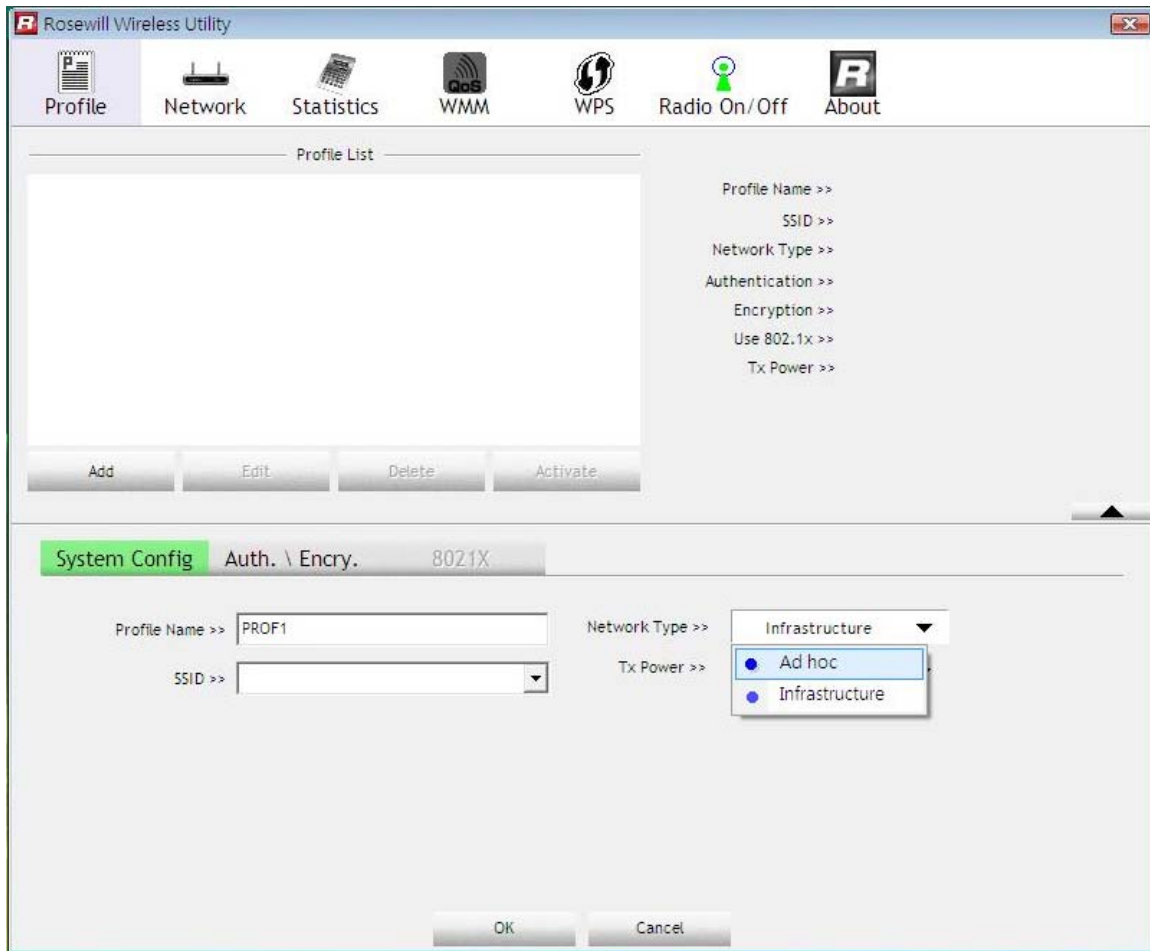 Rosewill Wireless Utility
Profile
Network
Statistics
QoS
WMM
WPS
Radio On/Off
R
About
Profile List
Profile Name >>
SSID >>
Network Type >>
Authentication >>
Encryption >>
Use 802.1x >>
Tx Power >>
Add
Edit
Delete
Activate
System Config
Auth. \ Encry.
8021X
Profile Name >> PROF1
Network Type >> Infrastructure
SSID >>
Tx Power >>
Ad hoc
Infrastructure
OK
Cancel